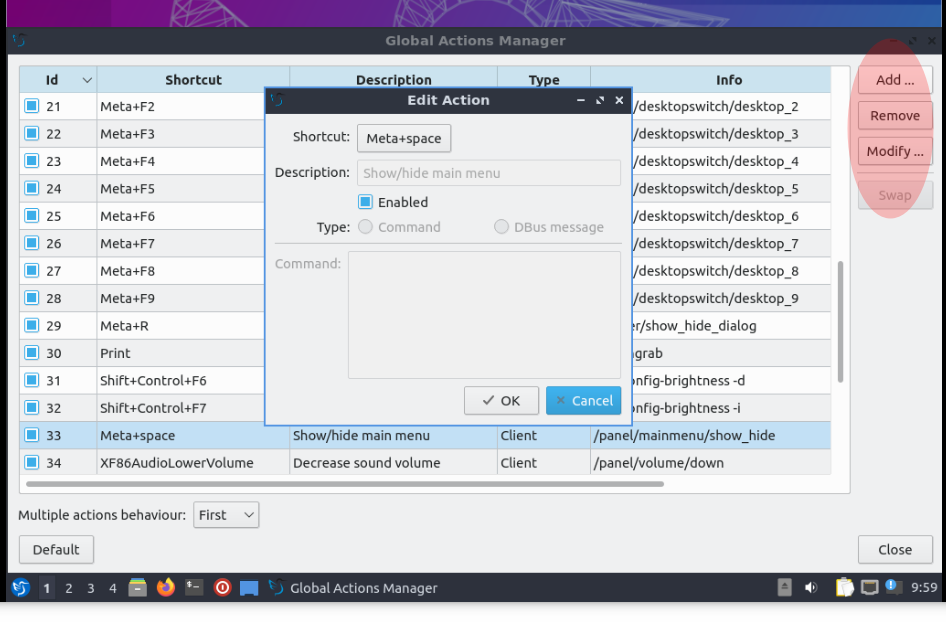 Global Actions Manager
Id Shortcut Description Type Info
21 Meta+F2 /desktopswitch/desktop_2
22 Meta+F3 /desktopswitch/desktop_3
23 Meta+F4 /desktopswitch/desktop_4
24 Meta+F5 /desktopswitch/desktop_5
25 Meta+F6 /desktopswitch/desktop_6
26 Meta+F7 /desktopswitch/desktop_7
27 Meta+F8 /desktopswitch/desktop_8
28 Meta+F9 /desktopswitch/desktop_9
29 Meta+R /show_hide_dialog
30 Print
31 Shift+Control+F6 -d
32 Shift+Control+F7 -i
33 Meta+space Show/hide main menu Client /panel/mainmenu/show_hide
34 XF86AudioLowerVolume Decrease sound volume Client /panel/volume/down
Edit Action
Shortcut: Meta+space
Description: Show/hide main menu
Enabled
Type: Command DBus message
Command:
OK Cancel
Add ...
Remove
Modify ...
Swap
Multiple actions behaviour: First
Default Close
1 2 3 4 Global Actions Manager 9:59